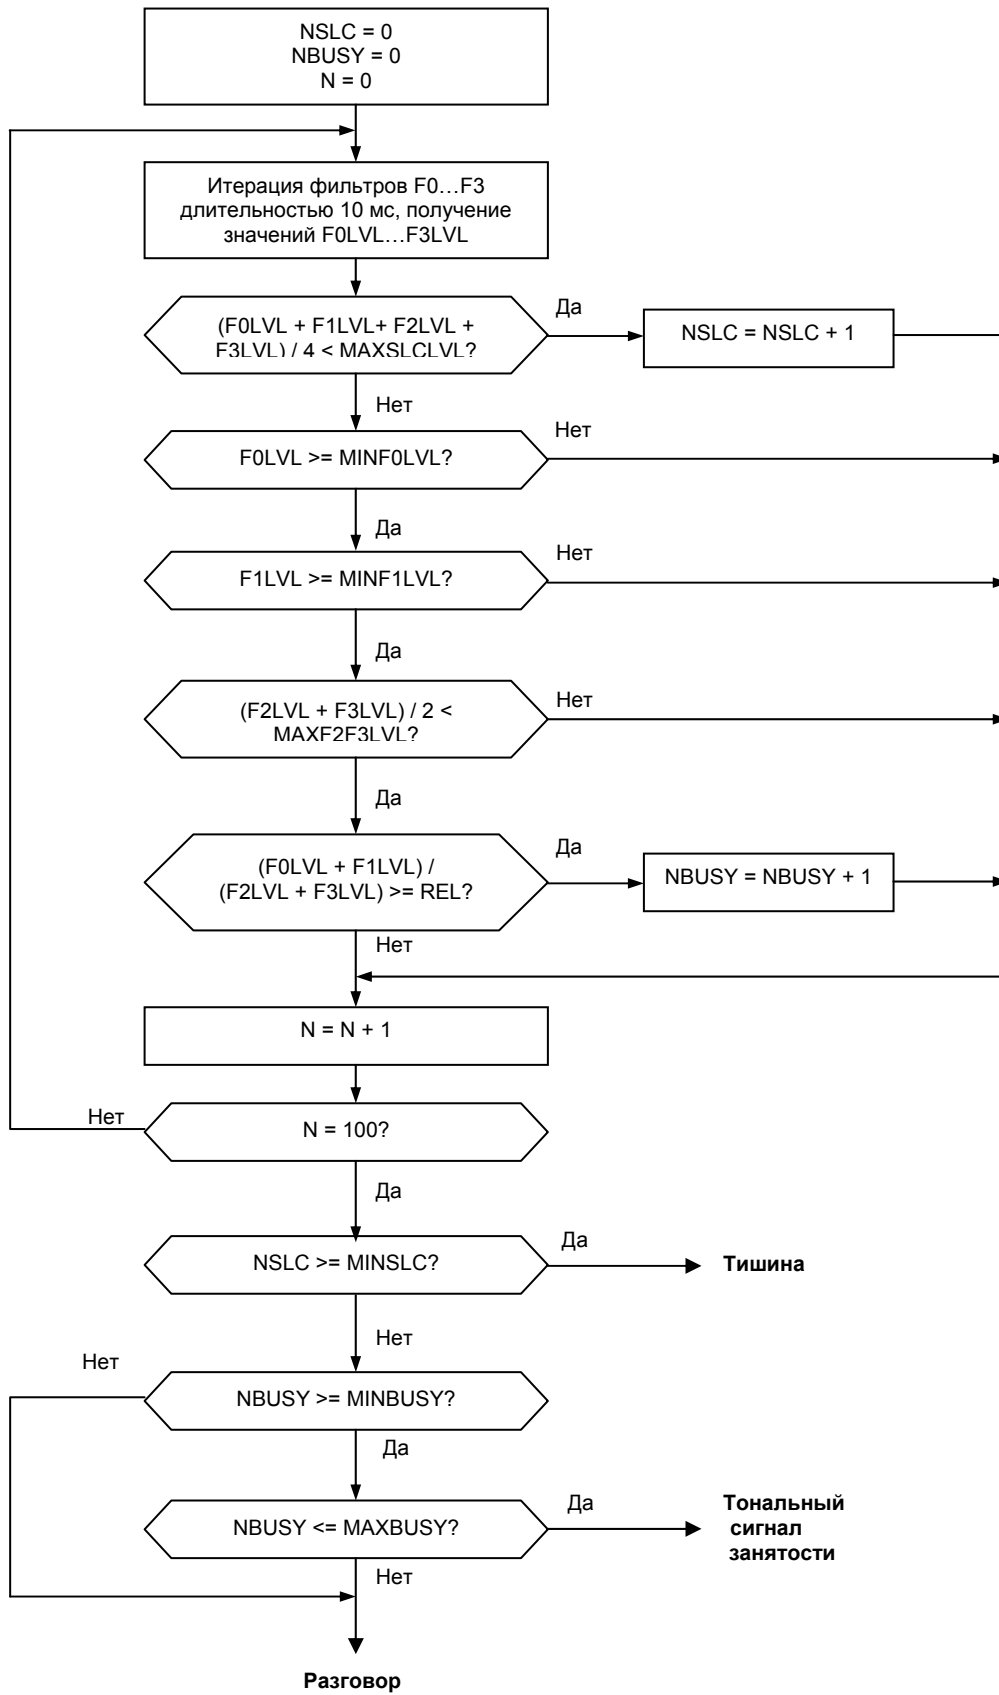 NSLC = 0
NBUSY = 0
N = 0
Итерация фильтров F0…F3
длительностью 10 мс, получение
значений F0LVL…F3LVL
(F0LVL + F1LVL+ F2LVL +
F3LVL) / 4 < MAXSLCLVL?
Да
NSLC = NSLC + 1
Нет
F0LVL >= MINF0LVL?
Нет
Да
F1LVL >= MINF1LVL?
Нет
Да
(F2LVL + F3LVL) / 2 <
MAXF2F3LVL?
Нет
Да
(F0LVL + F1LVL) /
(F2LVL + F3LVL) >= REL?
Да
NBUSY = NBUSY + 1
Нет
N = N + 1
Нет
N = 100?
Да
NSLC >= MINSLC?
Да
Тишина
Нет
Нет
NBUSY >= MINBUSY?
Да
NBUSY <= MAXBUSY?
Да
Тональный
сигнал
занятости
Нет
Разговор